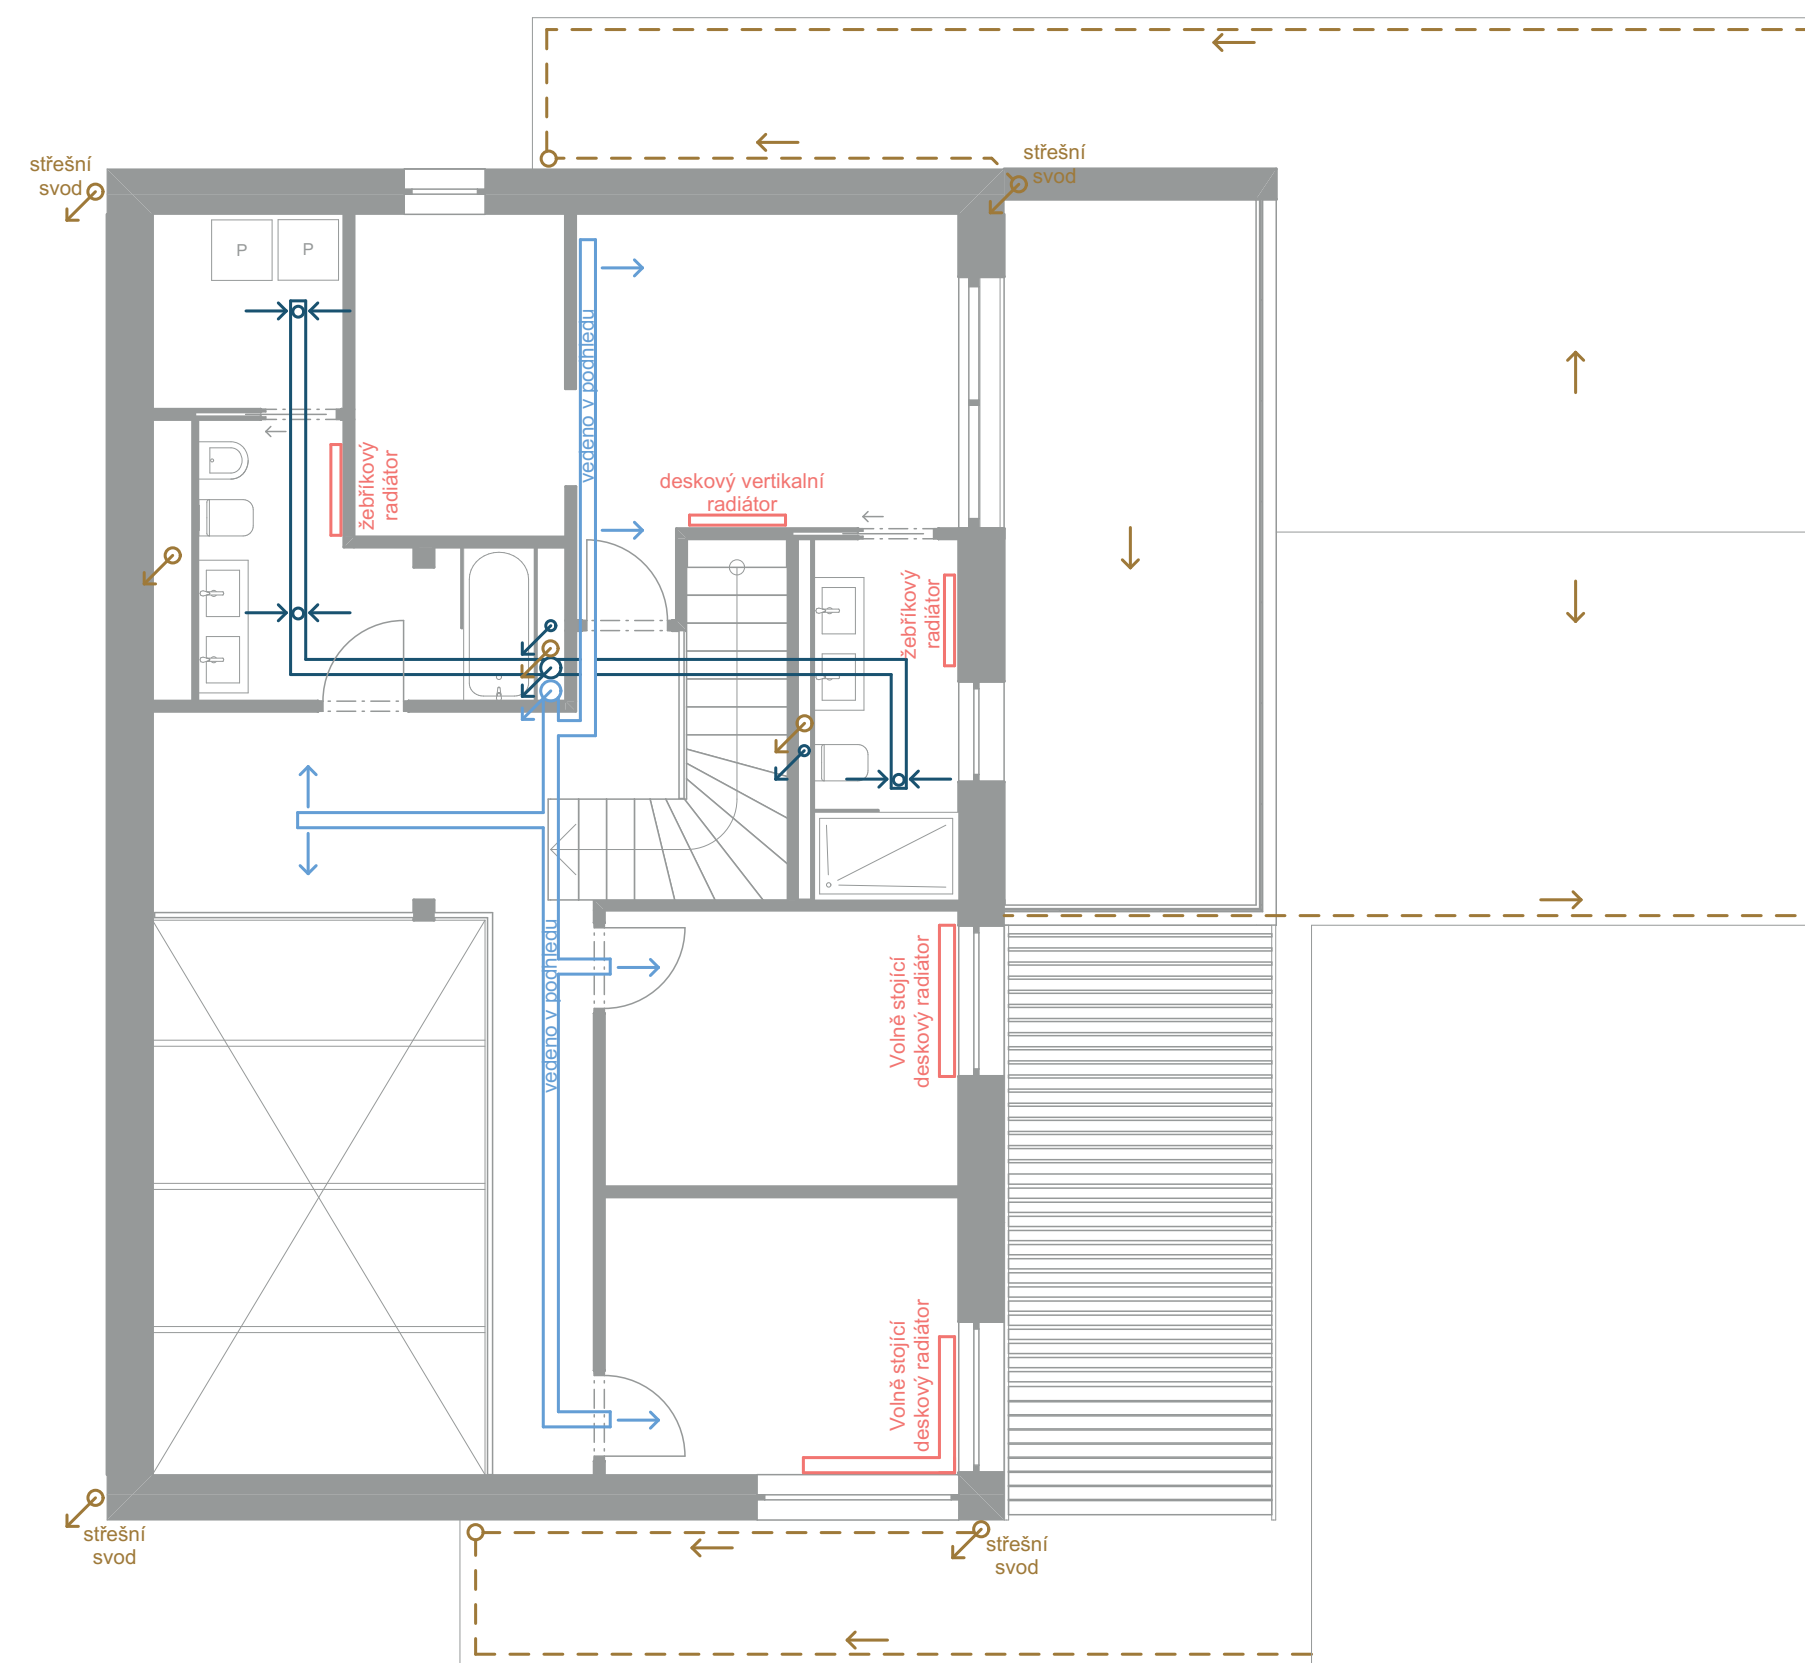 střešní
svod
střešní
svod
P
P
vedeno v podhledu
žebříkový
radiátor
deskový vertikalní
radiátor
žebříkový
radiátor
vedeno v podhledu
Volně stojící
deskový radiátor
Volně stojící
deskový radiátor
střešní
svod
střešní
svod